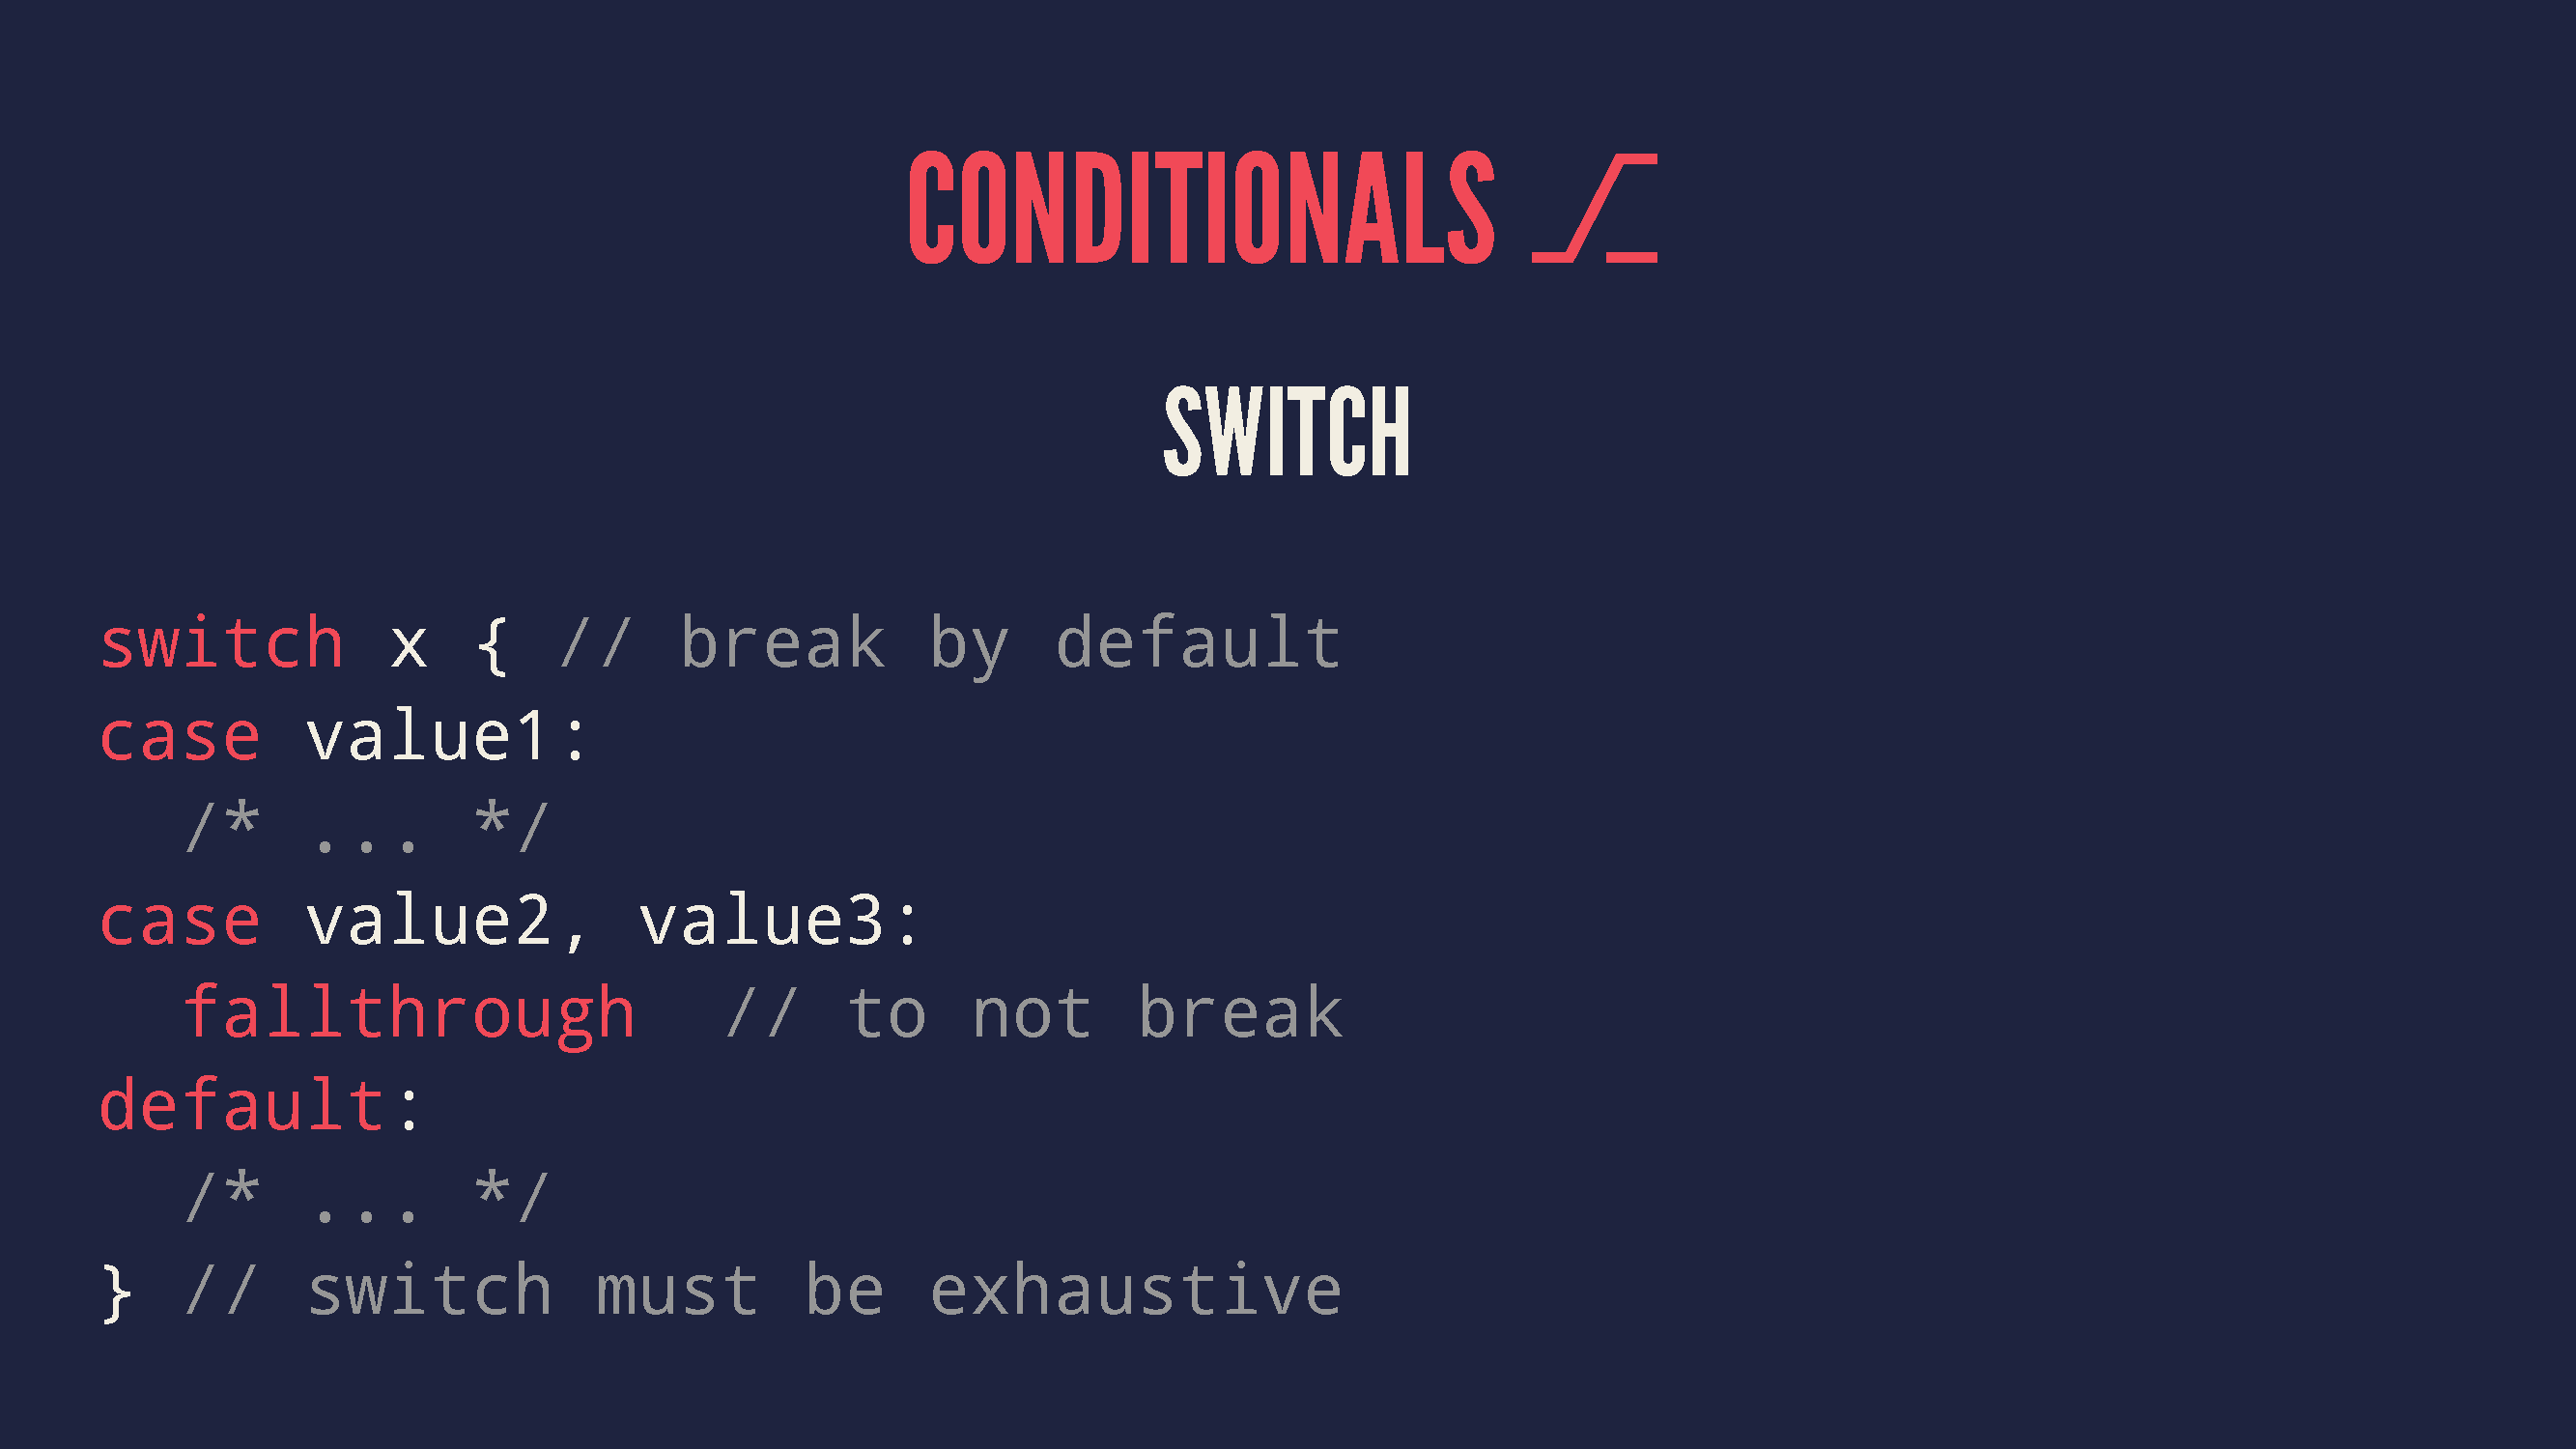 CONDITIONALS ⌥
SWITCH
switch x { // break by default
case value1:
  /* ... */
case value2, value3:
  fallthrough  // to not break
default:
  /* ... */
} // switch must be exhaustive